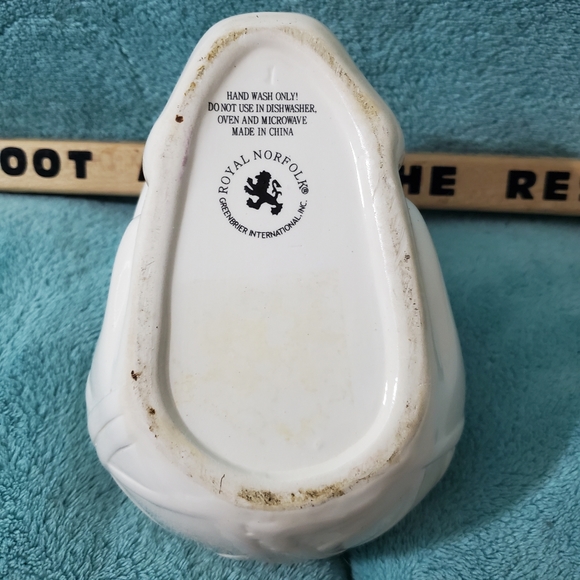 HAND WASH ONLY!
DO NOT USE IN DISHWASHER,
OVEN AND MICROWAVE
MADE IN CHINA
ROYAL NORFOLK®
GREENBRIER INTERNATIONAL, INC.
OOT HE RE